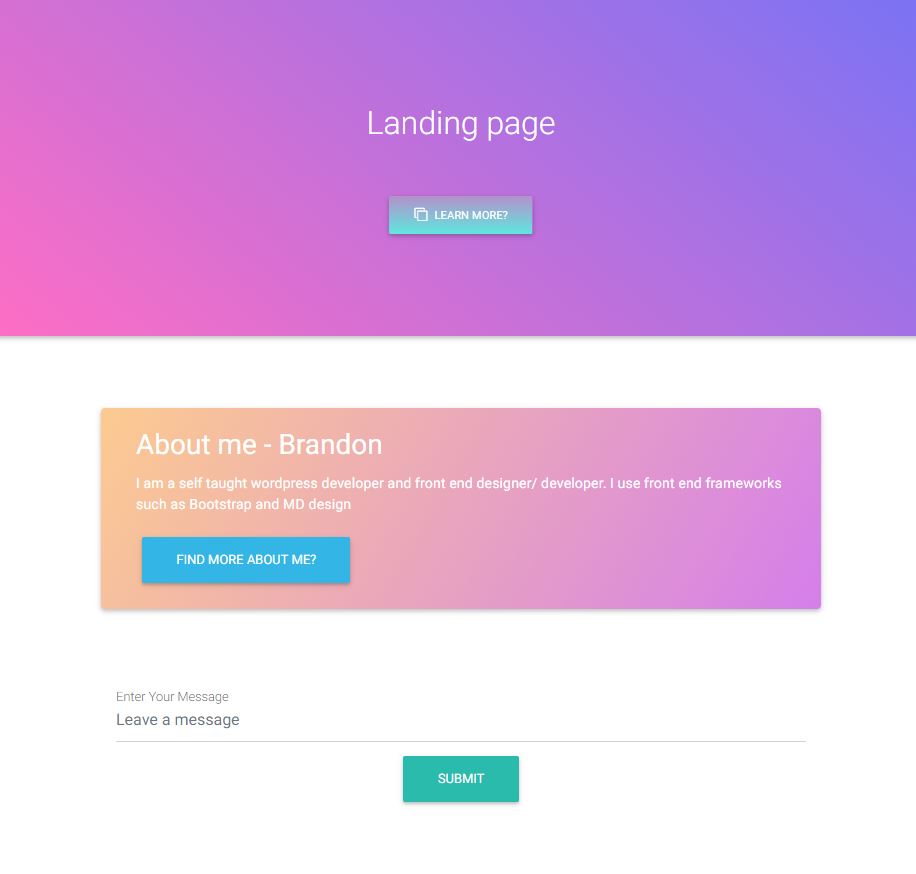 Landing page
LEARN MORE?
About me - Brandon
I am a self taught wordpress developer and front end designer/ developer. I use front end frameworks
such as Bootstrap and MD design
FIND MORE ABOUT ME?
Enter Your Message
Leave a message
SUBMIT